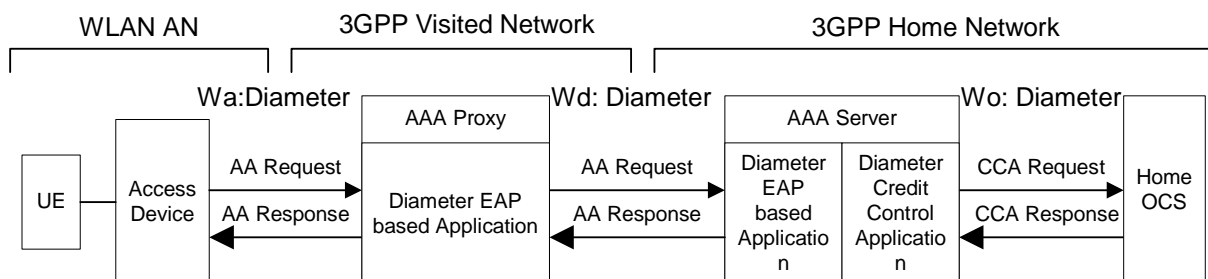 WLAN AN
3GPP Visited Network
3GPP Home Network
Wa:Diameter
Wd: Diameter
Wo: Diameter
UE
Access
Device
AA Request
AA Response
AAA Proxy
Diameter EAP
based Application
AA Request
AA Response
AAA Server
Diameter
EAP
based
Applicatio
n
Diameter
Credit
Control
Applicatio
n
CCA Request
CCA Response
Home
OCS